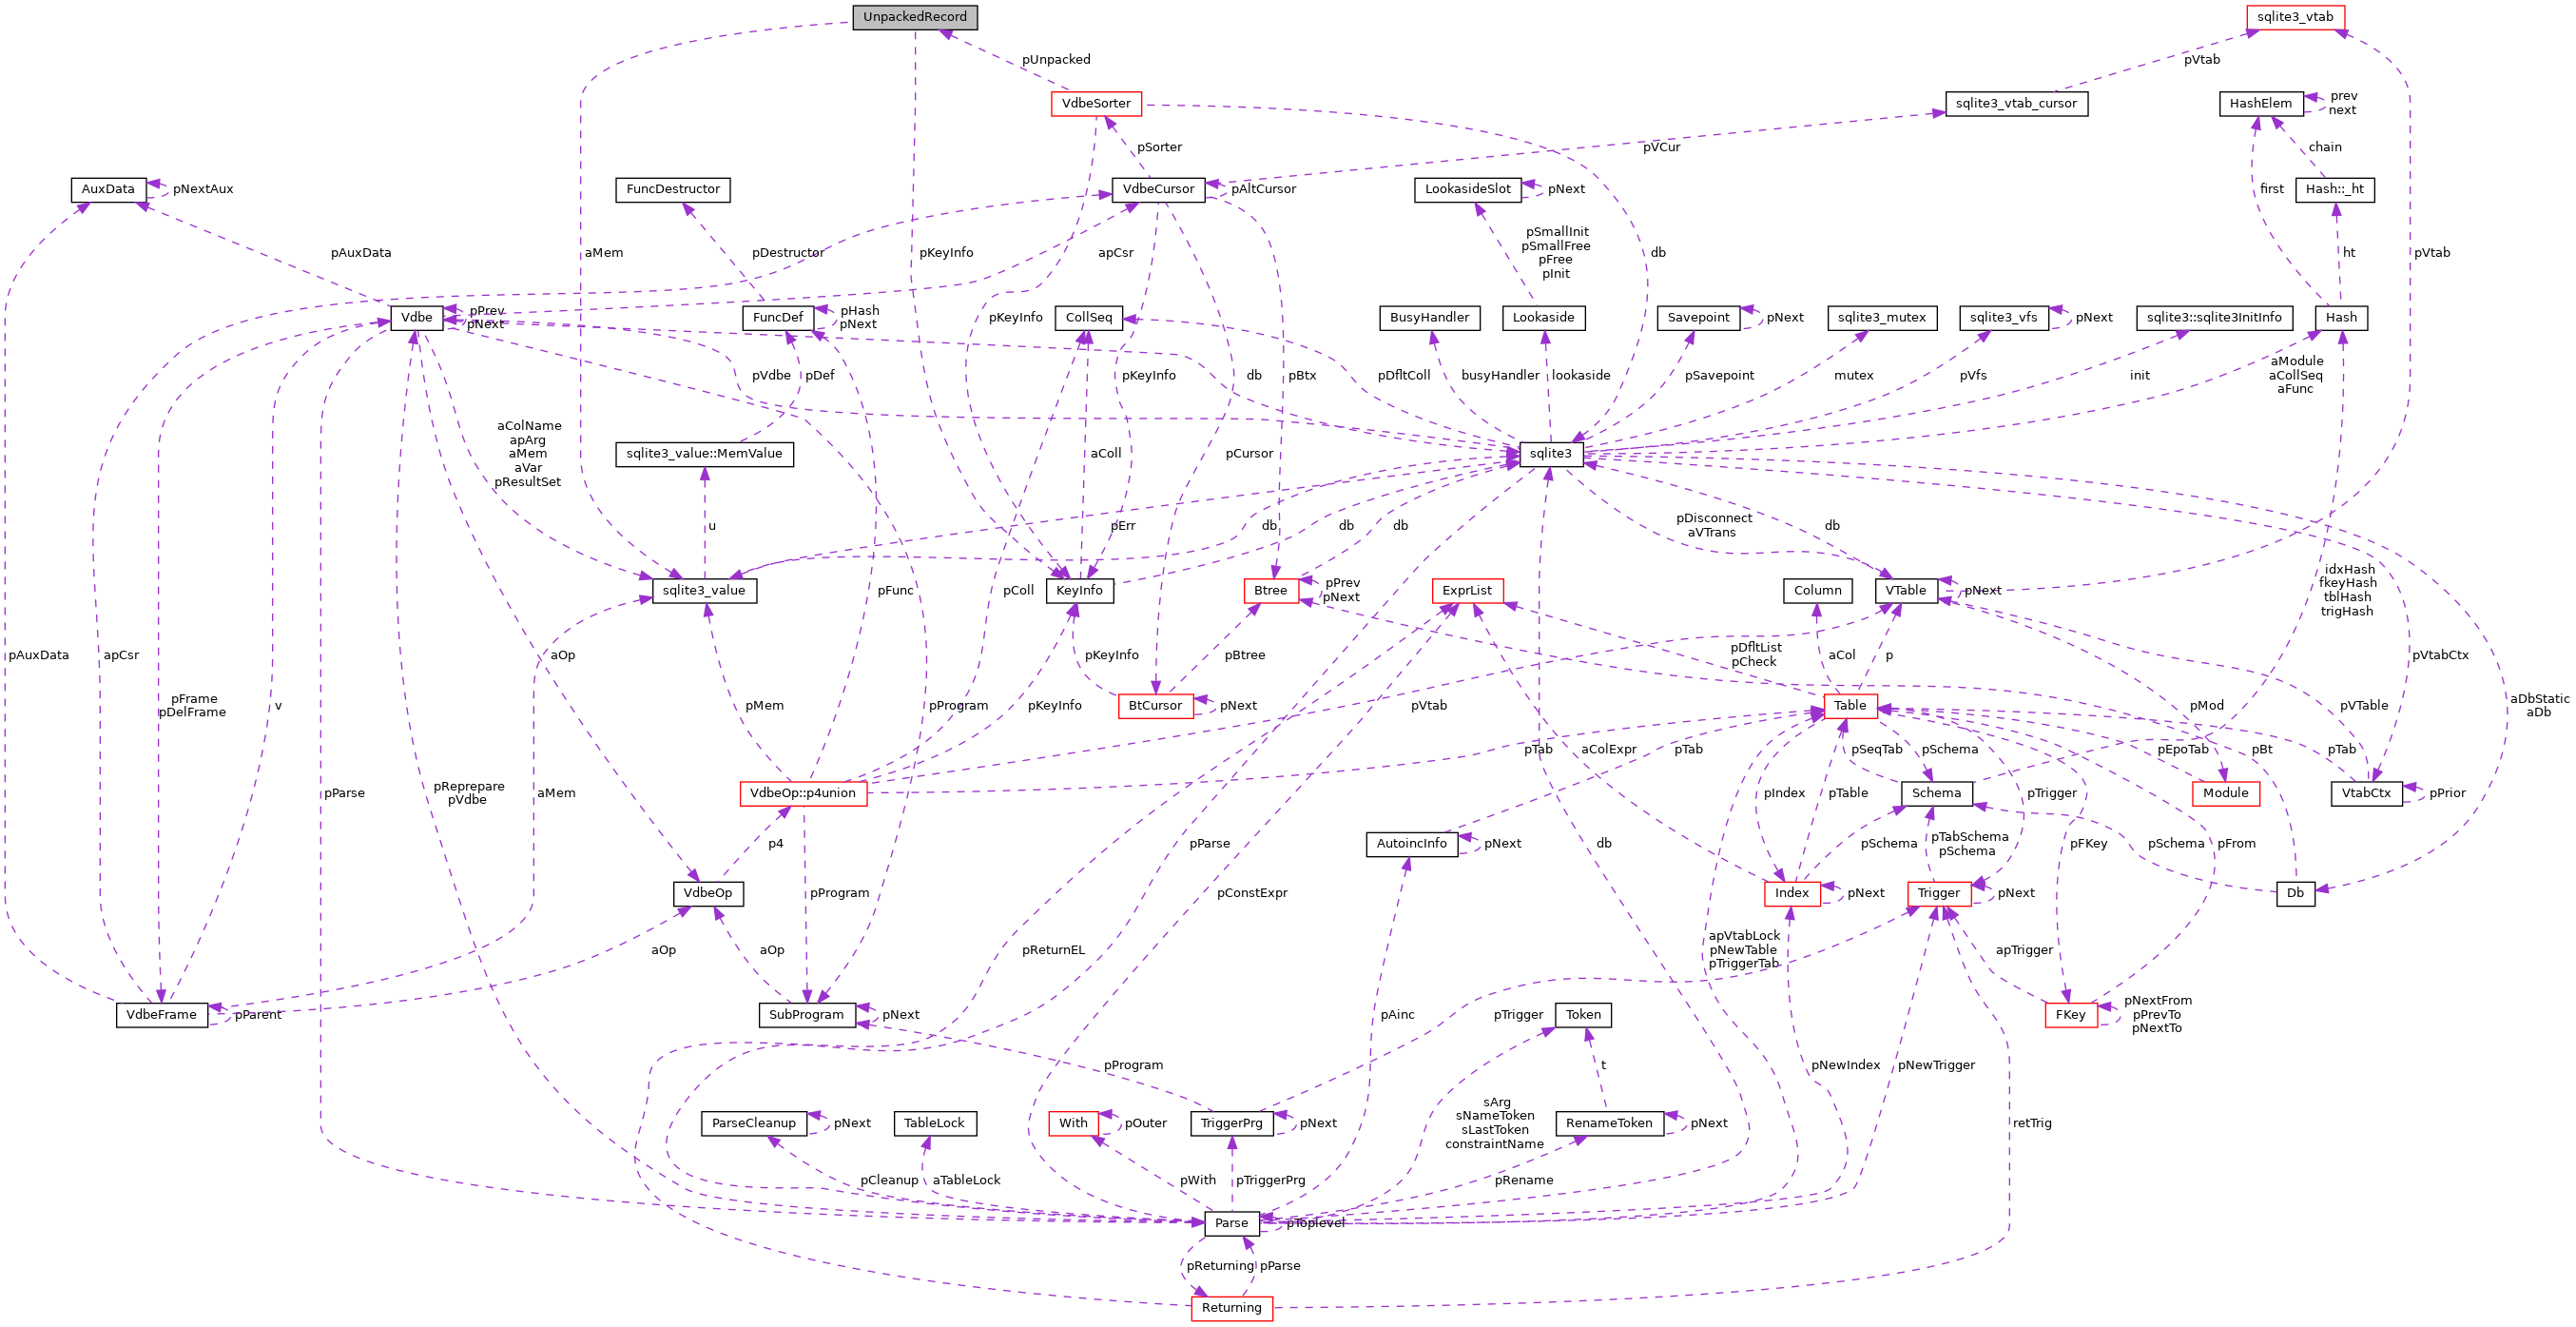 UnpackedRecord
sqlite3_vtab
pUnpacked
pVtab
VdbeSorter
sqlite3_vtab_cursor
HashElem
prev
next
pSorter
pVCur
chain
AuxData
pNextAux
FuncDestructor
VdbeCursor
pAltCursor
LookasideSlot
pNext
first
Hash::_ht
pAuxData
pDestructor
aMem
pKeyInfo
apCsr
pSmallInit
pSmallFree
pFree
pInit
db
pVtab
ht
Vdbe
pPrev
pNext
FuncDef
pHash
pNext
pKeyInfo
CollSeq
BusyHandler
Lookaside
Savepoint
pNext
sqlite3_mutex
sqlite3_vfs
pNext
sqlite3::sqlite3InitInfo
Hash
pVdbe
pDef
pKeyInfo
db
pBtx
pDfltColl
busyHandler
lookaside
pSavepoint
mutex
pVfs
init
aModule
aCollSeq
aFunc
aColName
apArg
aMem
aVar
pResultSet
sqlite3_value::MemValue
aColl
pCursor
sqlite3
u
pErr
db
db
db
pDisconnect
aVTrans
db
sqlite3_value
pFunc
pColl
KeyInfo
Btree
pPrev
pNext
ExprList
Column
VTable
pNext
idxHash
fkeyHash
tblHash
trigHash
pAuxData
apCsr
aOp
pKeyInfo
pBtree
pDfltList
pCheck
aCol
p
pVtabCtx
pFrame
pDelFrame
v
pMem
pProgram
pKeyInfo
BtCursor
pNext
pVtab
Table
pMod
pVTable
aDbStatic
aDb
pTab
aColExpr
pTab
pSeqTab
pSchema
pEpoTab
pBt
pTab
pParse
pReprepare
pVdbe
aMem
VdbeOp::p4union
pIndex
pTable
Schema
pTrigger
Module
VtabCtx
pPrior
p4
pParse
AutoincInfo
pNext
db
pSchema
pTabSchema
pSchema
pFKey
pSchema
pFrom
VdbeOp
pProgram
pConstExpr
Index
pNext
Trigger
pNext
Db
aOp
aOp
pReturnEL
apVtabLock
pNewTable
pTriggerTab
apTrigger
VdbeFrame
pParent
SubProgram
pNext
pAinc
pTrigger
Token
FKey
pNextFrom
pPrevTo
pNextTo
pProgram
t
pNewIndex
pNewTrigger
ParseCleanup
pNext
TableLock
With
pOuter
TriggerPrg
pNext
sArg
sNameToken
sLastToken
constraintName
RenameToken
pNext
retTrig
pCleanup
aTableLock
pWith
pTriggerPrg
pRename
Parse
pToplevel
pReturning
pParse
Returning